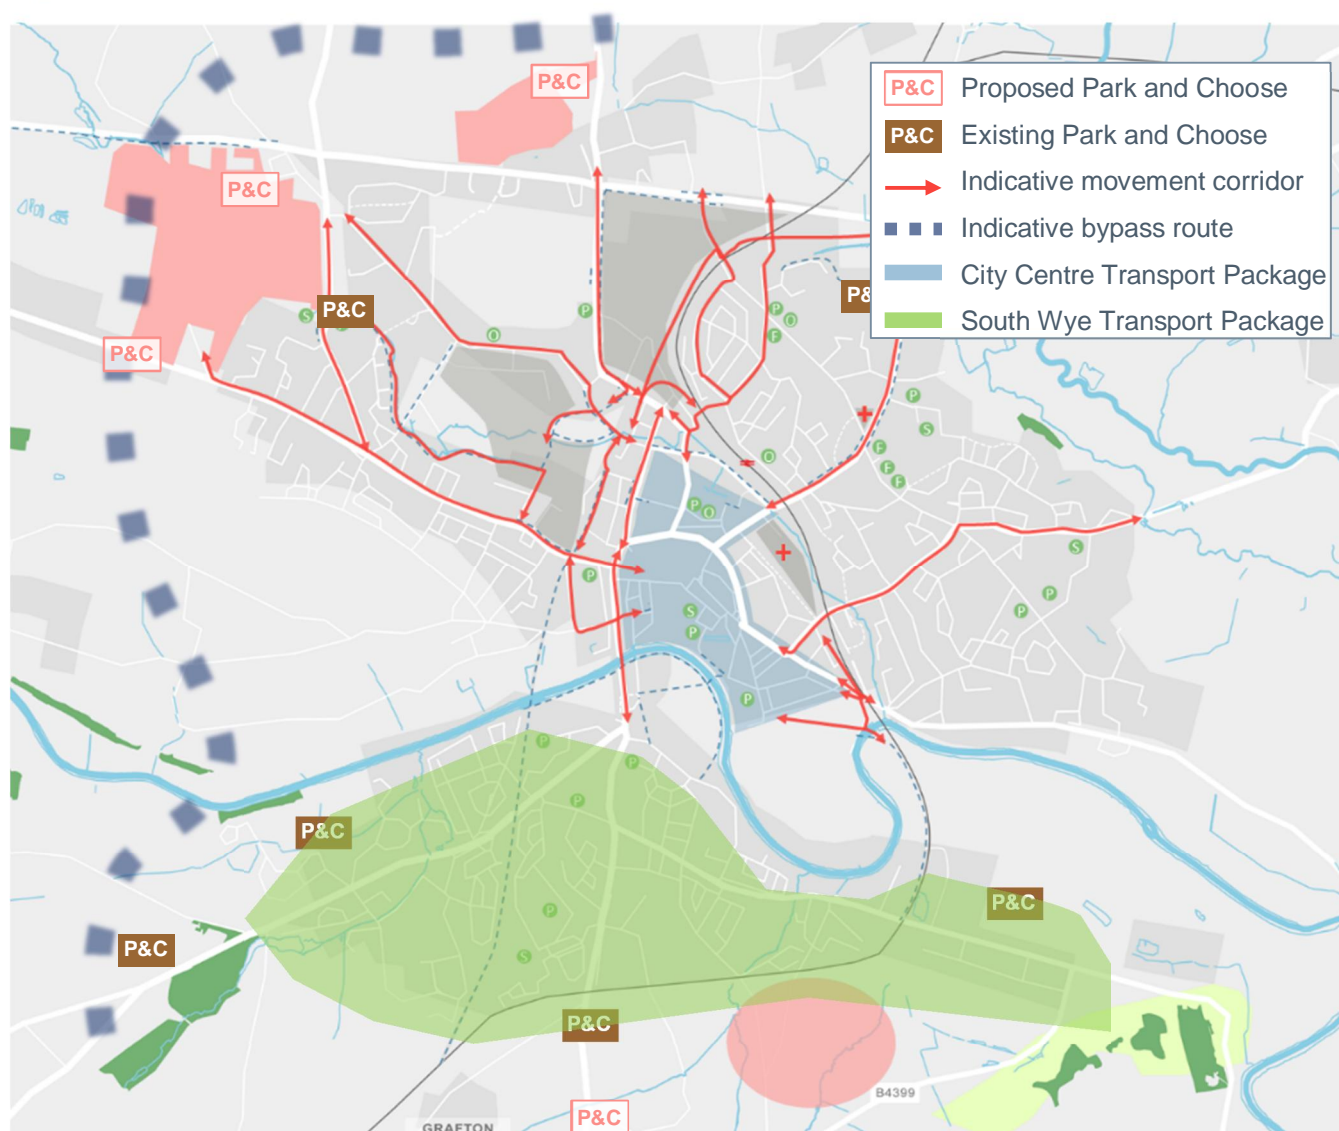 P&C
P&C Proposed Park and Choose
P&C Existing Park and Choose
Indicative movement corridor
Indicative bypass route
City Centre Transport Package
South Wye Transport Package
P&C
P&C
P&
P&C
S
P
O
P
O
F
P
S
F
F
F
O
P O
S
P
P
P
P
S
P
P
P
P
P&C
P
P&C
P
P&C
S
P&C
B4399
P&C
GRAFTON